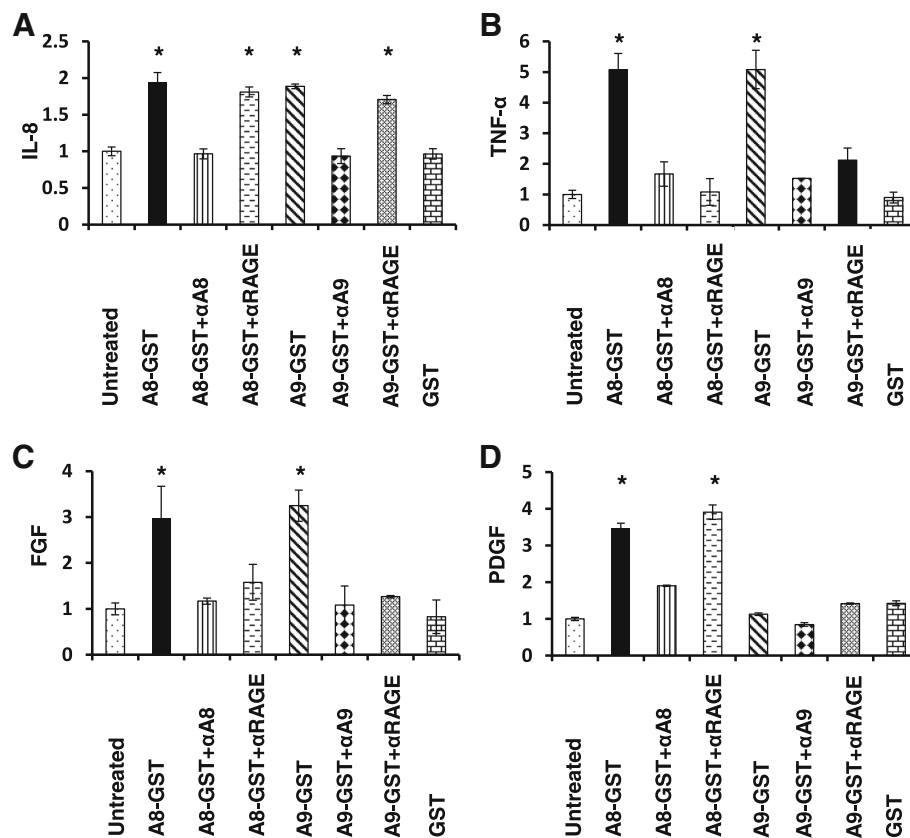 A
IL-8
2.5
2
1.5
1
0.5
0
* * * *
Untreated
A8-GST
A8-GST+αA8
A8-GST+αRAGE
A9-GST
A9-GST+αA9
A9-GST+αRAGE
GST
B
TNF-α
6
5
4
3
2
1
0
* *
Untreated
A8-GST
A8-GST+αA8
A8-GST+αRAGE
A9-GST
A9-GST+αA9
A9-GST+αRAGE
GST
C
FGF
4
3
2
1
0
* *
Untreated
A8-GST
A8-GST+αA8
A8-GST+αRAGE
A9-GST
A9-GST+αA9
A9-GST+αRAGE
GST
D
PDGF
5
4
3
2
1
0
* *
Untreated
A8-GST
A8-GST+αA8
A8-GST+αRAGE
A9-GST
A9-GST+αA9
A9-GST+αRAGE
GST